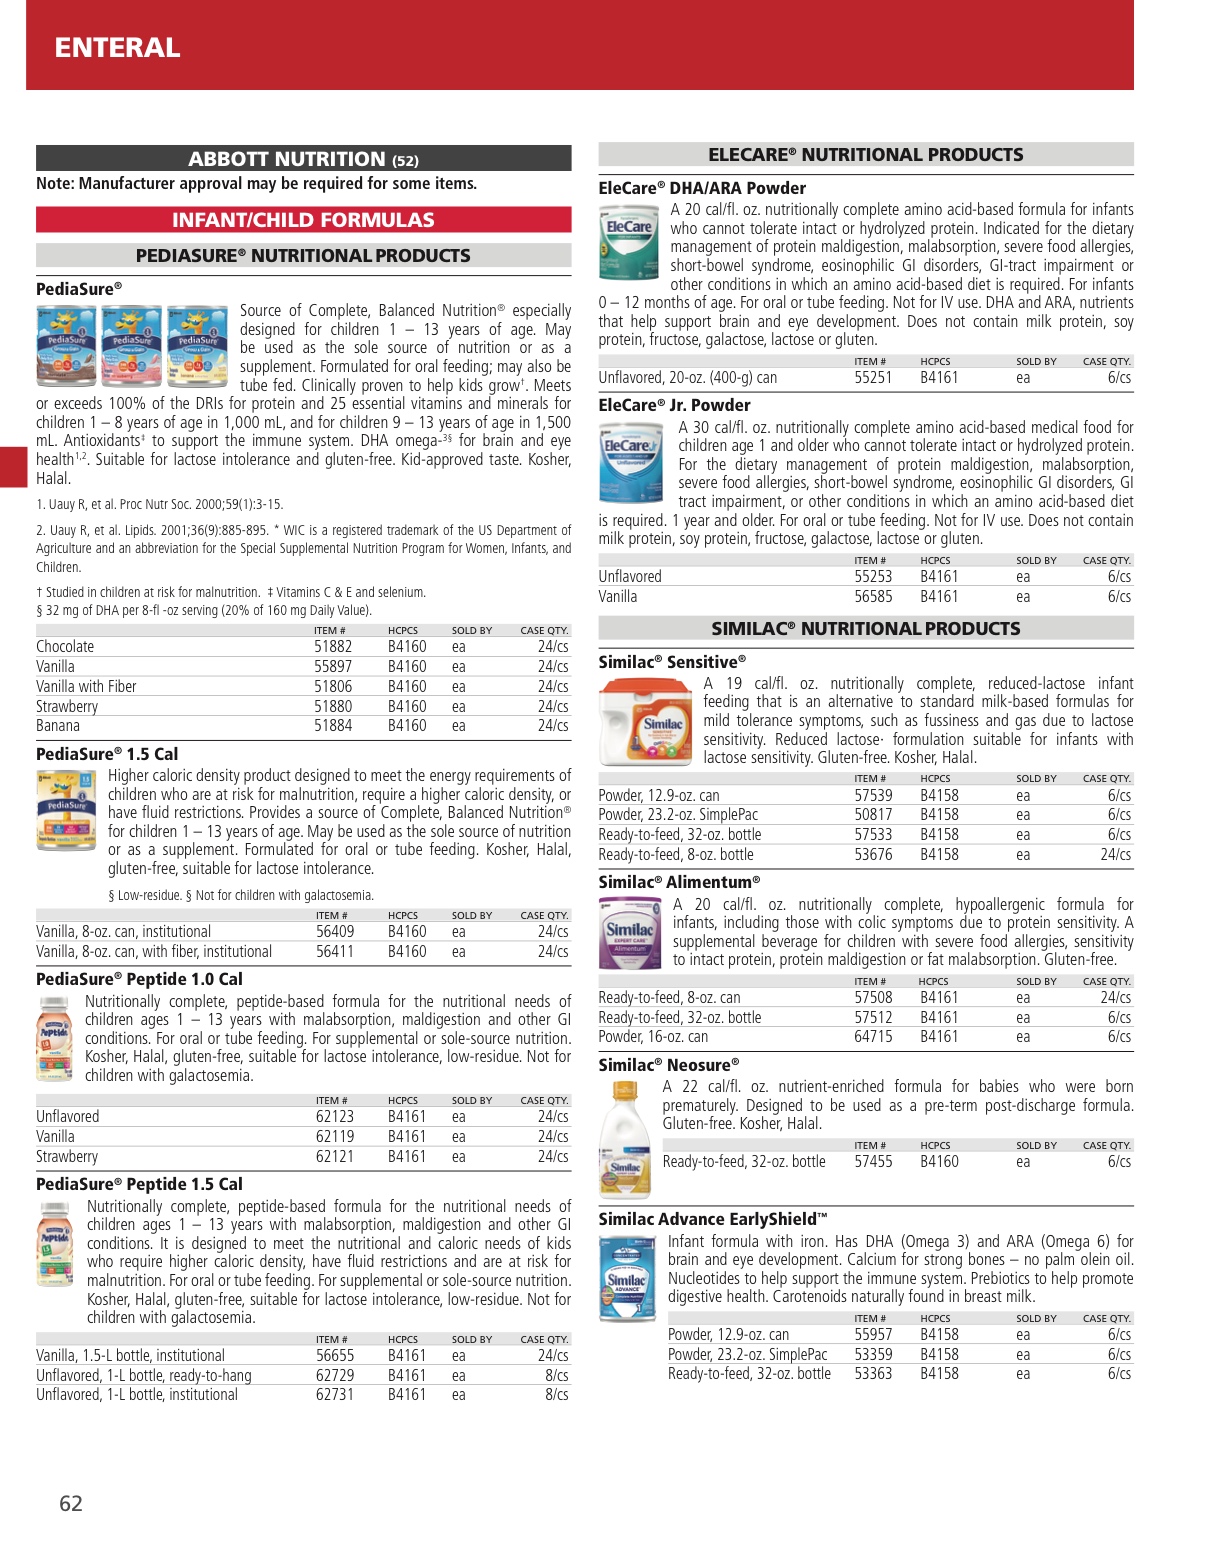 ENTERAL
ABBOTT NUTRITION (52)
Note: Manufacturer approval may be required for some items.
INFANT/CHILD FORMULAS
PEDIASURE® NUTRITIONAL PRODUCTS
PediaSure®
Source of Complete, Balanced Nutrition® especially
designed for children 1 – 13 years of age. May
be used as the sole source of nutrition or as a
supplement. Formulated for oral feeding; may also be
tube fed. Clinically proven to help kids grow†. Meets
or exceeds 100% of the DRIs for protein and 25 essential vitamins and minerals for
children 1 – 8 years of age in 1,000 mL, and for children 9 – 13 years of age in 1,500
mL. Antioxidants‡ to support the immune system. DHA omega-3§ for brain and eye
health1,2. Suitable for lactose intolerance and gluten-free. Kid-approved taste. Kosher,
Halal.
1. Uauy R, et al. Proc Nutr Soc. 2000;59(1):3-15.
2. Uauy R, et al. Lipids. 2001;36(9):885-895. * WIC is a registered trademark of the US Department of
Agriculture and an abbreviation for the Special Supplemental Nutrition Program for Women, Infants, and
Children.
† Studied in children at risk for malnutrition. ‡ Vitamins C & E and selenium.
§ 32 mg of DHA per 8-fl -oz serving (20% of 160 mg Daily Value).
ITEM # HCPCS SOLD BY CASE QTY.
Chocolate 51882 B4160 ea 24/cs
Vanilla 55897 B4160 ea 24/cs
Vanilla with Fiber 51806 B4160 ea 24/cs
Strawberry 51880 B4160 ea 24/cs
Banana 51884 B4160 ea 24/cs
PediaSure® 1.5 Cal
Higher caloric density product designed to meet the energy requirements of
children who are at risk for malnutrition, require a higher caloric density, or
have fluid restrictions. Provides a source of Complete, Balanced Nutrition®
for children 1 – 13 years of age. May be used as the sole source of nutrition
or as a supplement. Formulated for oral or tube feeding. Kosher, Halal,
gluten-free, suitable for lactose intolerance.
§ Low-residue. § Not for children with galactosemia.
ITEM # HCPCS SOLD BY CASE QTY.
Vanilla, 8-oz. can, institutional 56409 B4160 ea 24/cs
Vanilla, 8-oz. can, with fiber, institutional 56411 B4160 ea 24/cs
PediaSure® Peptide 1.0 Cal
Nutritionally complete, peptide-based formula for the nutritional needs of
children ages 1 – 13 years with malabsorption, maldigestion and other GI
conditions. For oral or tube feeding. For supplemental or sole-source nutrition.
Kosher, Halal, gluten-free, suitable for lactose intolerance, low-residue. Not for
children with galactosemia.
ITEM # HCPCS SOLD BY CASE QTY.
Unflavored 62123 B4161 ea 24/cs
Vanilla 62119 B4161 ea 24/cs
Strawberry 62121 B4161 ea 24/cs
PediaSure® Peptide 1.5 Cal
Nutritionally complete, peptide-based formula for the nutritional needs of
children ages 1 – 13 years with malabsorption, maldigestion and other GI
conditions. It is designed to meet the nutritional and caloric needs of kids
who require higher caloric density, have fluid restrictions and are at risk for
malnutrition. For oral or tube feeding. For supplemental or sole-source nutrition.
Kosher, Halal, gluten-free, suitable for lactose intolerance, low-residue. Not for
children with galactosemia.
ITEM # HCPCS SOLD BY CASE QTY.
Vanilla, 1.5-L bottle, institutional 56655 B4161 ea 24/cs
Unflavored, 1-L bottle, ready-to-hang 62729 B4161 ea 8/cs
Unflavored, 1-L bottle, institutional 62731 B4161 ea 8/cs
ELECARE® NUTRITIONAL PRODUCTS
EleCare® DHA/ARA Powder
EleCare
A 20 cal/fl. oz. nutritionally complete amino acid-based formula for infants
who cannot tolerate intact or hydrolyzed protein. Indicated for the dietary
management of protein maldigestion, malabsorption, severe food allergies,
short-bowel syndrome, eosinophilic GI disorders, GI-tract impairment or
other conditions in which an amino acid-based diet is required. For infants
0 – 12 months of age. For oral or tube feeding. Not for IV use. DHA and ARA, nutrients
that help support brain and eye development. Does not contain milk protein, soy
protein, fructose, galactose, lactose or gluten.
ITEM # HCPCS SOLD BY CASE QTY.
Unflavored, 20-oz. (400-g) can 55251 B4161 ea 6/cs
EleCare® Jr. Powder
EleCare Jr
A 30 cal/fl. oz. nutritionally complete amino acid-based medical food for
children age 1 and older who cannot tolerate intact or hydrolyzed protein.
For the dietary management of protein maldigestion, malabsorption,
severe food allergies, short-bowel syndrome, eosinophilic GI disorders, GI
tract impairment, or other conditions in which an amino acid-based diet
is required. 1 year and older. For oral or tube feeding. Not for IV use. Does not contain
milk protein, soy protein, fructose, galactose, lactose or gluten.
ITEM # HCPCS SOLD BY CASE QTY.
Unflavored 55253 B4161 ea 6/cs
Vanilla 56585 B4161 ea 6/cs
SIMILAC® NUTRITIONAL PRODUCTS
Similac® Sensitive®
Similac
A 19 cal/fl. oz. nutritionally complete, reduced-lactose infant
feeding that is an alternative to standard milk-based formulas for
mild tolerance symptoms, such as fussiness and gas due to lactose
sensitivity. Reduced lactose· formulation suitable for infants with
lactose sensitivity. Gluten-free. Kosher, Halal.
ITEM # HCPCS SOLD BY CASE QTY.
Powder, 12.9-oz. can 57539 B4158 ea 6/cs
Powder, 23.2-oz. SimplePac 50817 B4158 ea 6/cs
Ready-to-feed, 32-oz. bottle 57533 B4158 ea 6/cs
Ready-to-feed, 8-oz. bottle 53676 B4158 ea 24/cs
Similac® Alimentum®
Similac
A 20 cal/fl. oz. nutritionally complete, hypoallergenic formula for
infants, including those with colic symptoms due to protein sensitivity. A
supplemental beverage for children with severe food allergies, sensitivity
to intact protein, protein maldigestion or fat malabsorption. Gluten-free.
ITEM # HCPCS SOLD BY CASE QTY.
Ready-to-feed, 8-oz. can 57508 B4161 ea 24/cs
Ready-to-feed, 32-oz. bottle 57512 B4161 ea 6/cs
Powder, 16-oz. can 64715 B4161 ea 6/cs
Similac® Neosure®
Similac
A 22 cal/fl. oz. nutrient-enriched formula for babies who were born
prematurely. Designed to be used as a pre-term post-discharge formula.
Gluten-free. Kosher, Halal.
ITEM # HCPCS SOLD BY CASE QTY.
Ready-to-feed, 32-oz. bottle 57455 B4160 ea 6/cs
Similac Advance EarlyShield™
Similac
ADVANCE
Infant formula with iron. Has DHA (Omega 3) and ARA (Omega 6) for
brain and eye development. Calcium for strong bones – no palm olein oil.
Nucleotides to help support the immune system. Prebiotics to help promote
digestive health. Carotenoids naturally found in breast milk.
ITEM # HCPCS SOLD BY CASE QTY.
Powder, 12.9-oz. can 55957 B4158 ea 6/cs
Powder, 23.2-oz. SimplePac 53359 B4158 ea 6/cs
Ready-to-feed, 32-oz. bottle 53363 B4158 ea 6/cs
62